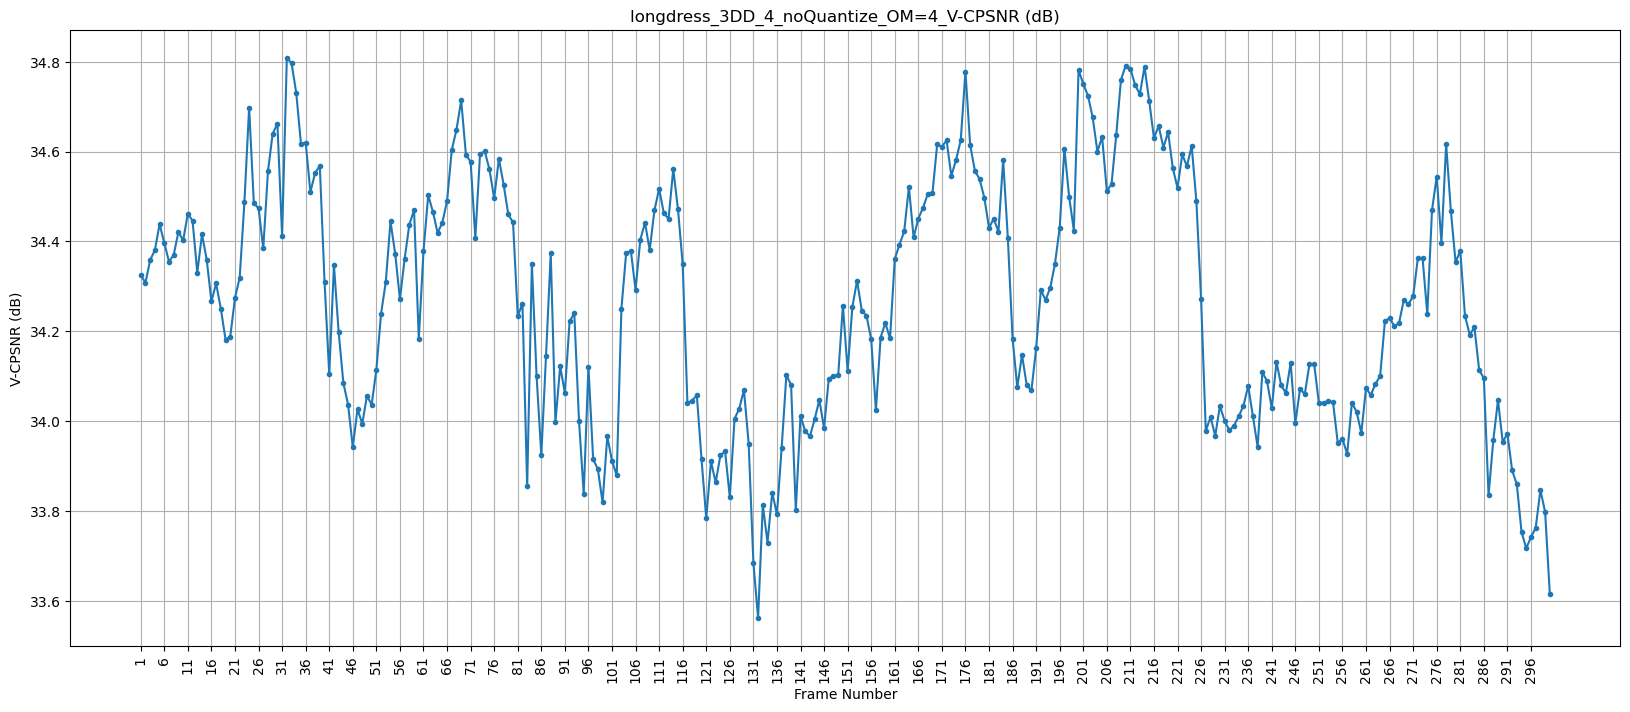 longdress_3DD_4_noQuantize_OM=4_V-CPSNR (dB)
34.8
34.6
34.4
34.2
34.0
33.8
33.6
V-CPSNR (dB)
1 6 11 16 21 26 31 36 41 46 51 56 61 66 71 76 81 86 91 96 101 106 111 116 121 126 131 136 141 146 151 156 161 166 171 176 181 186 191 196 201 206 211 216 221 226 231 236 241 246 251 256 261 266 271 276 281 286 291 296
Frame Number